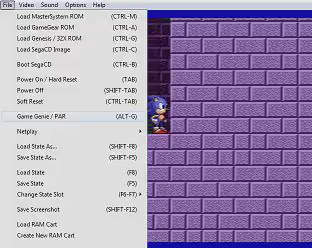 File Video Sound Options Help
Load MasterSystem ROM (CTRL-M)
Load GameGear ROM (CTRL-R)
Load Genesis / 32X ROM (CTRL-G)
Load SegaCD Image (CTRL-C)
Boot SegaCD (CTRL-B)
Power On / Hard Reset (TAB)
Power Off (SHIFT-TAB)
Soft Reset (CTRL-TAB)
Game Genie / PAR (ALT-G)
Netplay
Load State As... (SHIFT-F8)
Save State As... (SHIFT-F5)
Load State (F8)
Save State (F5)
Change State Slot (F6-F7)
Save Screenshot (SHIFT-F12)
Load RAM Cart
Create New RAM Cart